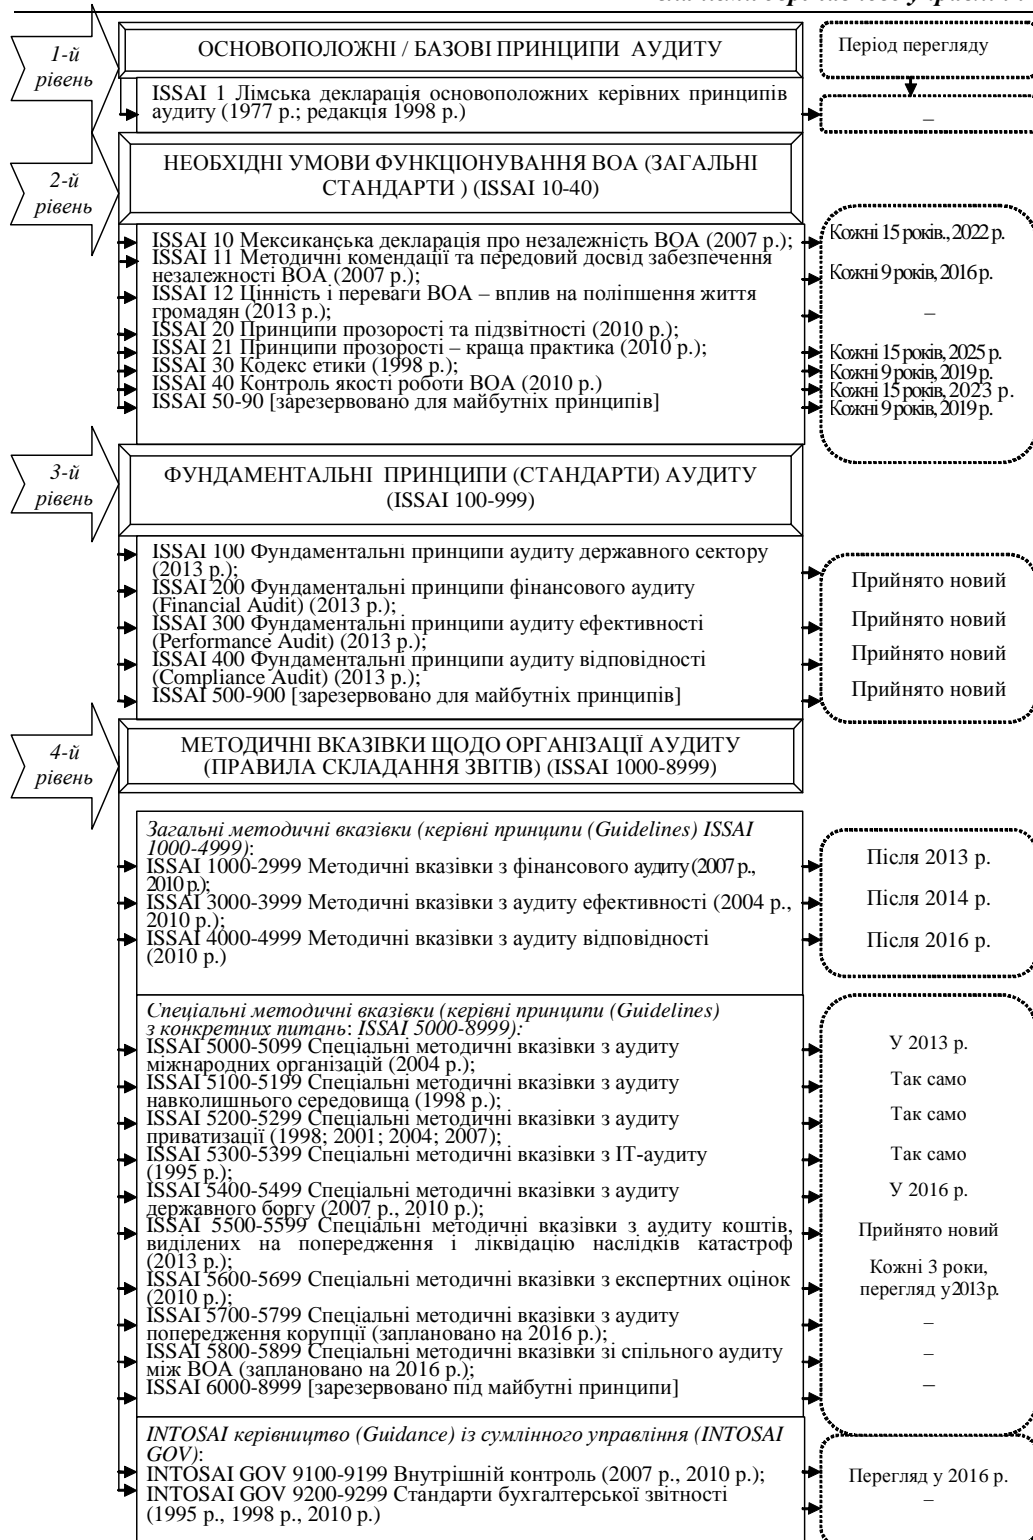 1-й
рівень
ОСНОВОПОЛОЖНІ / БАЗОВІ ПРИНЦИПИ АУДИТУ
Період перегляду
ISSAI 1 Лімська декларація основоположних керівних принципів
аудиту (1977 р.; редакція 1998 р.)
–
2-й
рівень
НЕОБХІДНІ УМОВИ ФУНКЦІОНУВАННЯ ВОА (ЗАГАЛЬНІ
СТАНДАРТИ ) (ISSAI 10-40)
ISSAI 10 Мексиканська декларація про незалежність ВОА (2007 р.);
ISSAI 11 Методичні комендації та передовий досвід забезпечення
незалежності ВОА (2007 р.);
ISSAI 12 Цінність і переваги ВОА – вплив на поліпшення життя
громадян (2013 р.);
ISSAI 20 Принципи прозорості та підзвітності (2010 р.);
ISSAI 21 Принципи прозорості – краща практика (2010 р.);
ISSAI 30 Кодекс етики (1998 р.);
ISSAI 40 Контроль якості роботи ВОА (2010 р.)
ISSAI 50-90 [зарезервовано для майбутніх принципів]
Кожні 15 років., 2022 р.
Кожні 9 років, 2016 р.
–
Кожні 15 років, 2025 р.
Кожні 9 років, 2019 р.
Кожні 15 років, 2023 р.
Кожні 9 років, 2019 р.
3-й
рівень
ФУНДАМЕНТАЛЬНІ ПРИНЦИПИ (СТАНДАРТИ) АУДИТУ
(ISSAI 100-999)
ISSAI 100 Фундаментальні принципи аудиту державного сектору
(2013 р.);
ISSAI 200 Фундаментальні принципи фінансового аудиту
(Financial Audit) (2013 р.);
ISSAI 300 Фундаментальні принципи аудиту ефективності
(Performance Audit) (2013 р.);
ISSAI 400 Фундаментальні принципи аудиту відповідності
(Compliance Audit) (2013 р.);
ISSAI 500-900 [зарезервовано для майбутніх принципів]
Прийнято новий
Прийнято новий
Прийнято новий
Прийнято новий
4-й
рівень
МЕТОДИЧНІ ВКАЗІВКИ ЩОДО ОРГАНІЗАЦІЇ АУДИТУ
(ПРАВИЛА СКЛАДАННЯ ЗВІТІВ) (ISSAI 1000-8999)
Загальні методичні вказівки (керівні принципи (Guidelines) ISSAI
1000-4999):
ISSAI 1000-2999 Методичні вказівки з фінансового аудиту (2007 р.,
2010 р.);
ISSAI 3000-3999 Методичні вказівки з аудиту ефективності (2004 р.,
2010 р.);
ISSAI 4000-4999 Методичні вказівки з аудиту відповідності
(2010 р.)
Після 2013 р.
Після 2014 р.
Після 2016 р.
Спеціальні методичні вказівки (керівні принципи (Guidelines)
з конкретних питань: ISSAI 5000-8999):
ISSAI 5000-5099 Спеціальні методичні вказівки з аудиту
міжнародних організацій (2004 р.);
ISSAI 5100-5199 Спеціальні методичні вказівки з аудиту
навколишнього середовища (1998 р.);
ISSAI 5200-5299 Спеціальні методичні вказівки з аудиту
приватизації (1998; 2001; 2004; 2007);
ISSAI 5300-5399 Спеціальні методичні вказівки з ІТ-аудиту
(1995 р.);
ISSAI 5400-5499 Спеціальні методичні вказівки з аудиту
державного боргу (2007 р., 2010 р.);
ISSAI 5500-5599 Спеціальні методичні вказівки з аудиту коштів,
виділених на попередження і ліквідацію наслідків катастроф
(2013 р.);
ISSAI 5600-5699 Спеціальні методичні вказівки з експертних оцінок
(2010 р.);
ISSAI 5700-5799 Спеціальні методичні вказівки з аудиту
попередження корупції (заплановано на 2016 р.);
ISSAI 5800-5899 Спеціальні методичні вказівки зі спільного аудиту
між ВОА (заплановано на 2016 р.);
ISSAI 6000-8999 [зарезервовано під майбутні принципи]
У 2013 р.
Так само
Так само
Так само
У 2016 р.
Прийнято новий
Кожні 3 роки,
перегляд у 2013 р.
–
–
–
INTOSAI керівництво (Guidance) із сумлінного управління (INTOSAI
GOV):
INTOSAI GOV 9100-9199 Внутрішній контроль (2007 р., 2010 р.);
INTOSAI GOV 9200-9299 Стандарти бухгалтерської звітності
(1995 р., 1998 р., 2010 р.)
Перегляд у 2016 р.
–